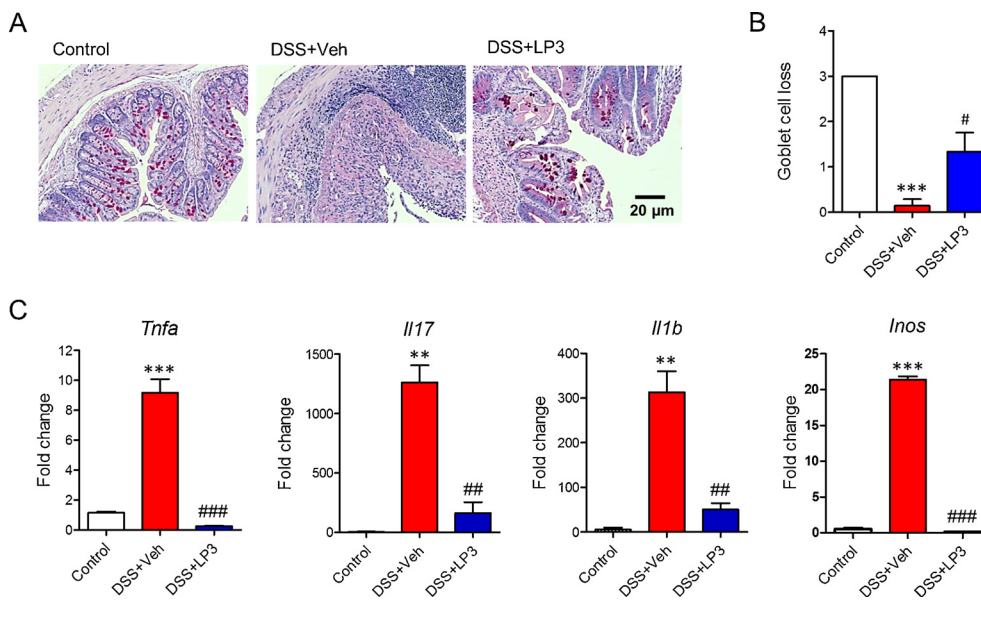 A
Control
DSS+Veh
DSS+LP3
20 µm
B
Goblet cell loss
4
3
2
1
0
***
#
Control
DSS+Veh
DSS+LP3
C
Tnfa
Fold change
12
10
8
6
4
2
0
***
###
Control
DSS+Veh
DSS+LP3
Il17
Fold change
1500
1000
500
0
**
##
Control
DSS+Veh
DSS+LP3
Il1b
Fold change
400
300
200
100
0
**
##
Control
DSS+Veh
DSS+LP3
Inos
Fold change
25
20
15
10
5
0
***
###
Control
DSS+Veh
DSS+LP3